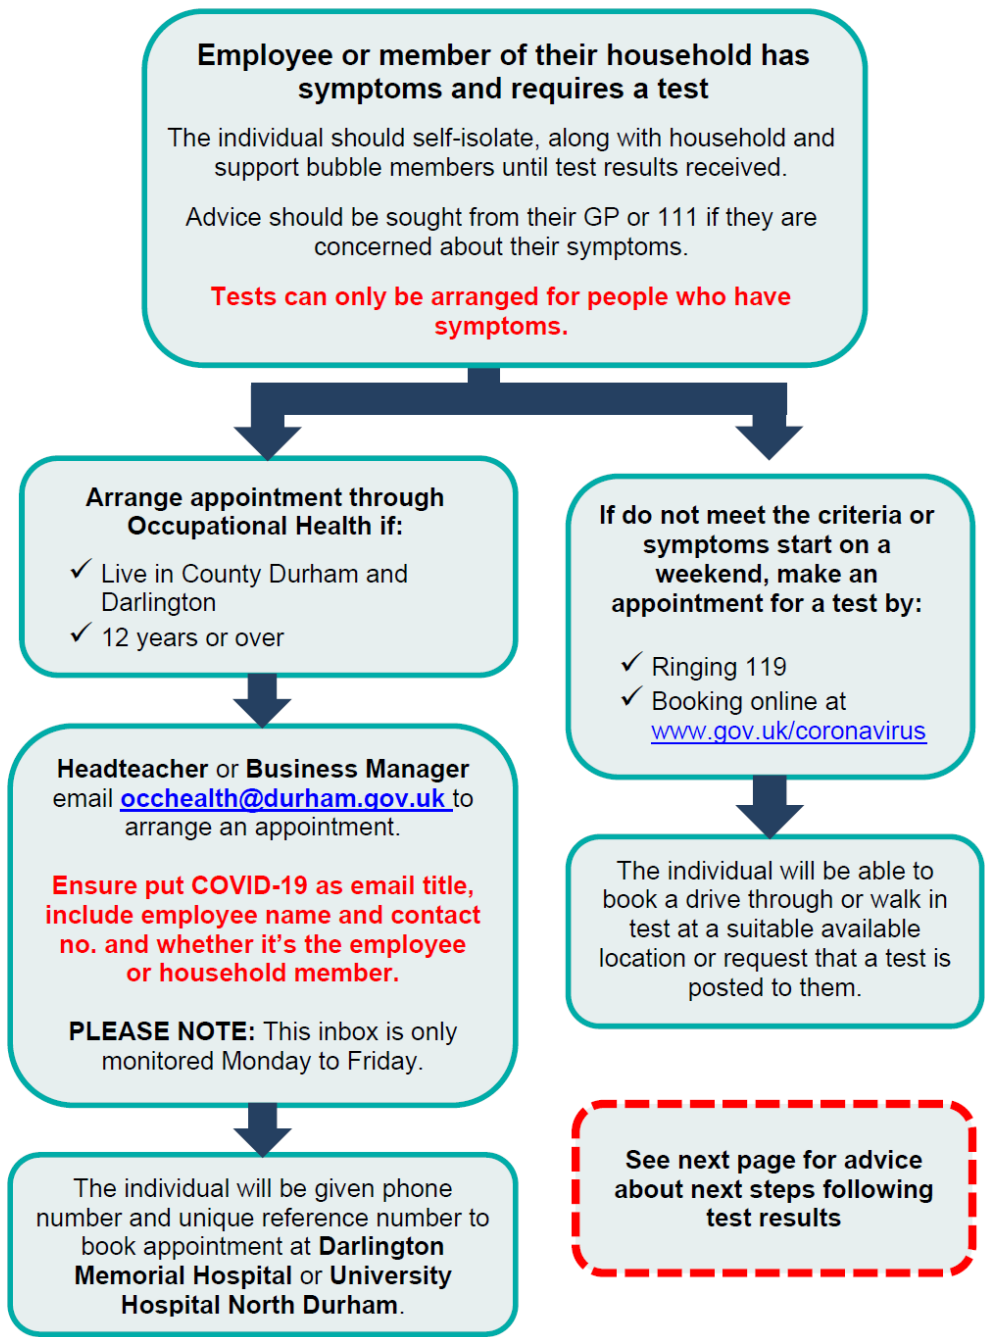 Employee or member of their household has
symptoms and requires a test
The individual should self-isolate, along with household and
support bubble members until test results received.
Advice should be sought from their GP or 111 if they are
concerned about their symptoms.
Tests can only be arranged for people who have
symptoms.
Arrange appointment through
Occupational Health if:
✓ Live in County Durham and
Darlington
✓ 12 years or over
Headteacher or Business Manager
email occhealth@durham.gov.uk to
arrange an appointment.
Ensure put COVID-19 as email title,
include employee name and contact
no. and whether it's the employee
or household member.
PLEASE NOTE: This inbox is only
monitored Monday to Friday.
The individual will be given phone
number and unique reference number to
book appointment at Darlington
Memorial Hospital or University
Hospital North Durham.
If do not meet the criteria or
symptoms start on a
weekend, make an
appointment for a test by:
✓ Ringing 119
✓ Booking online at
www.gov.uk/coronavirus
The individual will be able to
book a drive through or walk in
test at a suitable available
location or request that a test is
posted to them.
See next page for advice
about next steps following
test results